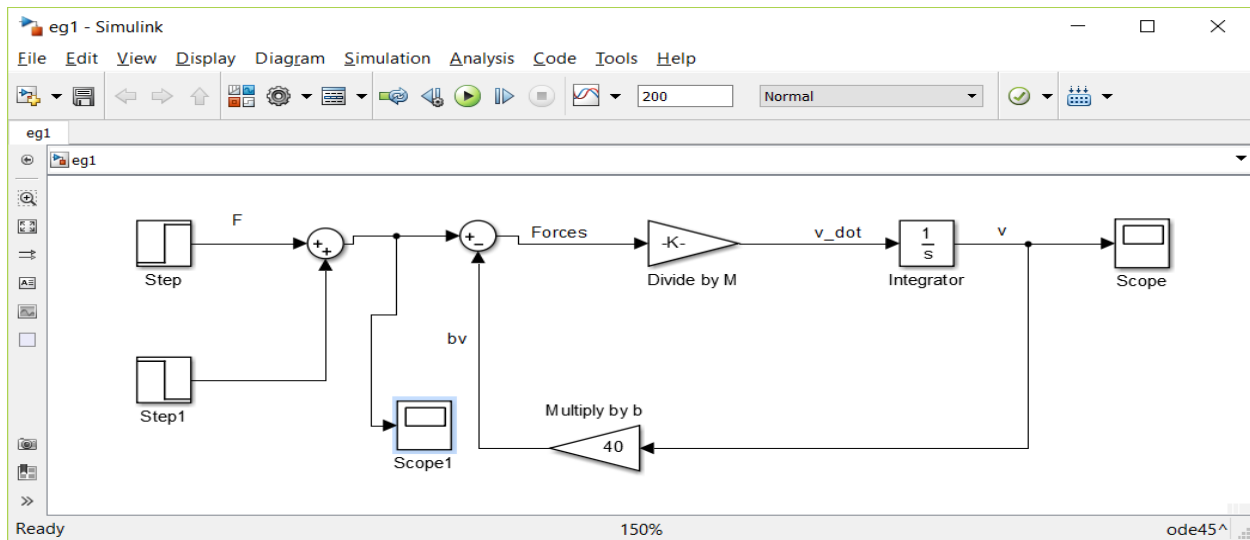 eg1 - Simulink
File Edit View Display Diagram Simulation Analysis Code Tools Help
200 Normal
eg1
eg1
F
Step
Step1
++
+-
Forces
-K-
Divide by M
v_dot
1
s
Integrator
v
Scope
bv
Scope1
Multiply by b
40
Ready 150% ode45^